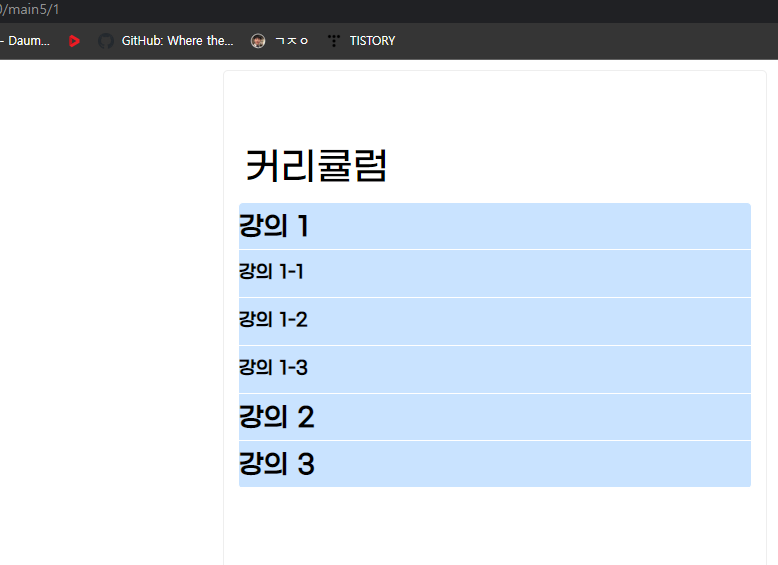 /main5/1
- Daum... GitHub: Where the... ㄱㅈㅇ TISTORY
커리큘럼
강의 1
강의 1-1
강의 1-2
강의 1-3
강의 2
강의 3